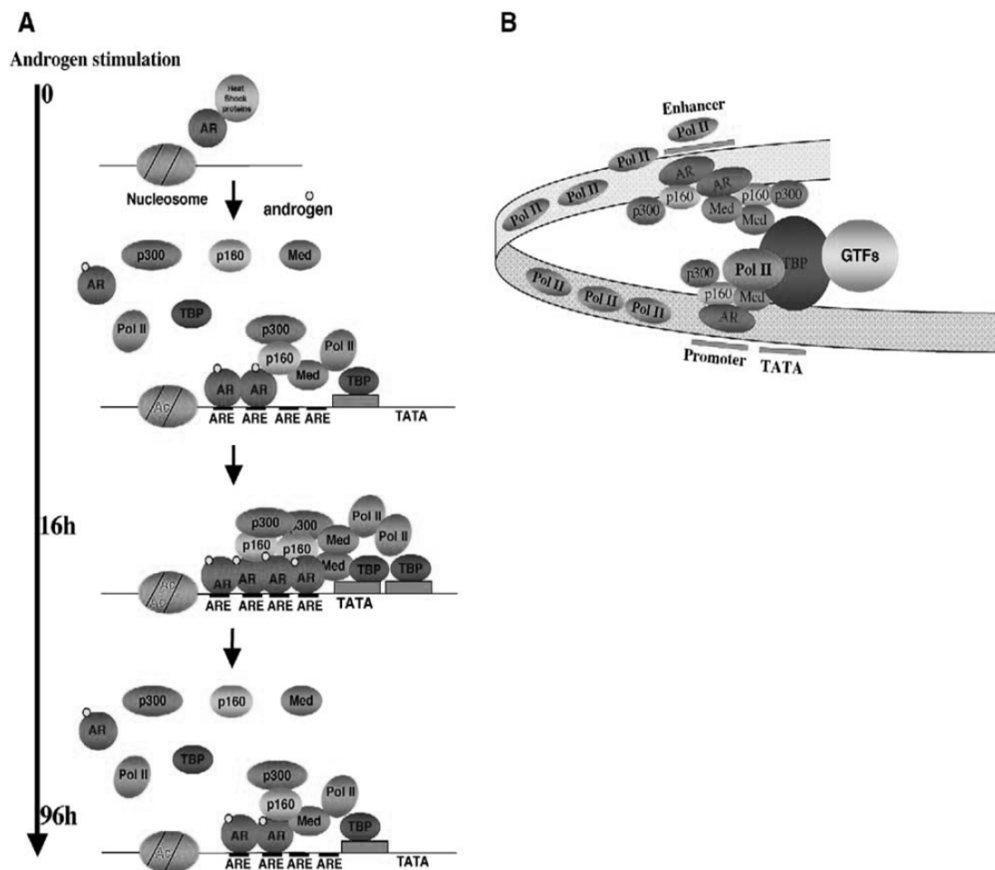 A
Androgen stimulation
0
Heat
Shock
proteins
AR
Nucleosome
androgen
p300 p160 Med
AR
TBP
Pol II
p300
Pol II
p160
Med
TBP
AR AR
Ac
ARE ARE ARE ARE
TATA
16h
p300 p300
Pol II
Pol II
p160 p160
Med
Med
TBP TBP
AR AR AR AR
Ac
Ac
ARE ARE ARE ARE
TATA
p300 p160 Med
AR
TBP
Pol II
p300
Pol II
p160
Med
TBP
AR AR
96h
Ac
ARE ARE ARE ARE
TATA
B
Enhancer
Pol II
Pol II
Pol II
Pol II
AR
AR
p300
p160
Med
p160
p300
Med
TBP
GTFs
p300
Pol II
p160
Med
AR
Pol II
Pol II
Pol II
Promoter
TATA